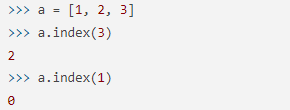 >>> a = [1, 2, 3]
>>> a.index(3)
2
>>> a.index(1)
0